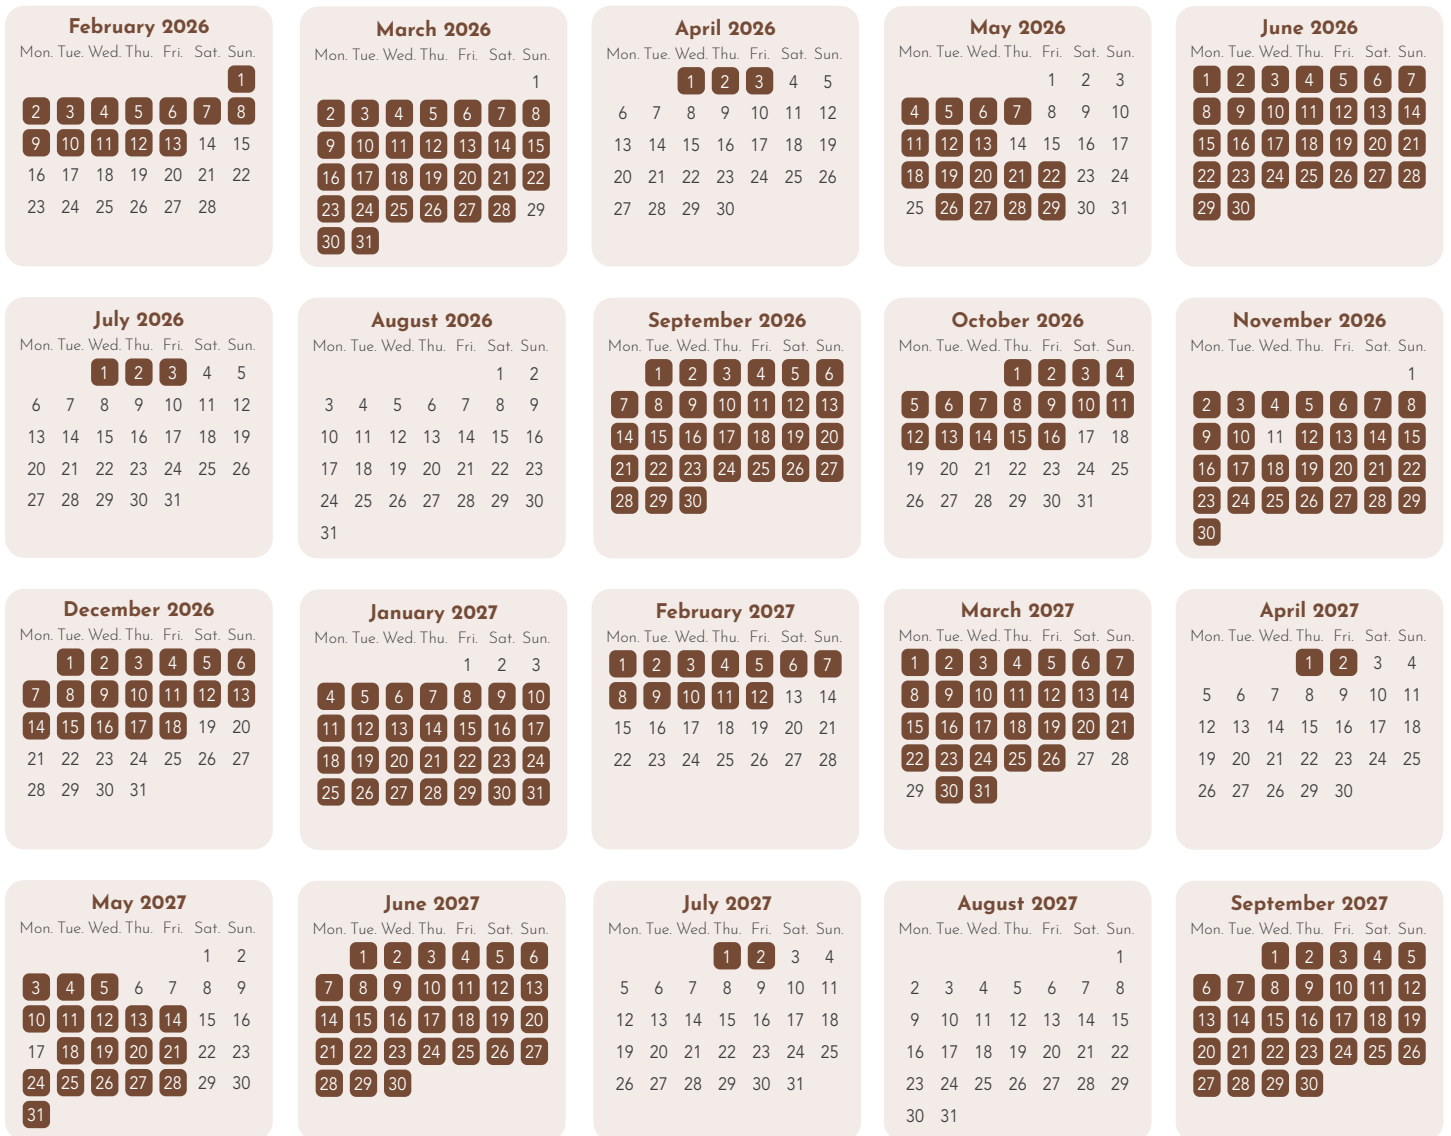 February 2026
Mon. Tue. Wed. Thu. Fri. Sat. Sun.
1
2 3 4 5 6 7 8
9 10 11 12 13 14 15
16 17 18 19 20 21 22
23 24 25 26 27 28
March 2026
Mon. Tue. Wed. Thu. Fri. Sat. Sun.
1
2 3 4 5 6 7 8
9 10 11 12 13 14 15
16 17 18 19 20 21 22
23 24 25 26 27 28 29
30 31
April 2026
Mon. Tue. Wed. Thu. Fri. Sat. Sun.
1 2 3 4 5
6 7 8 9 10 11 12
13 14 15 16 17 18 19
20 21 22 23 24 25 26
27 28 29 30
May 2026
Mon. Tue. Wed. Thu. Fri. Sat. Sun.
1 2 3
4 5 6 7 8 9 10
11 12 13 14 15 16 17
18 19 20 21 22 23 24
25 26 27 28 29 30 31
June 2026
Mon. Tue. Wed. Thu. Fri. Sat. Sun.
1 2 3 4 5 6 7
8 9 10 11 12 13 14
15 16 17 18 19 20 21
22 23 24 25 26 27 28
29 30
July 2026
Mon. Tue. Wed. Thu. Fri. Sat. Sun.
1 2 3 4 5
6 7 8 9 10 11 12
13 14 15 16 17 18 19
20 21 22 23 24 25 26
27 28 29 30 31
August 2026
Mon. Tue. Wed. Thu. Fri. Sat. Sun.
1 2
3 4 5 6 7 8 9
10 11 12 13 14 15 16
17 18 19 20 21 22 23
24 25 26 27 28 29 30
31
September 2026
Mon. Tue. Wed. Thu. Fri. Sat. Sun.
1 2 3 4 5 6
7 8 9 10 11 12 13
14 15 16 17 18 19 20
21 22 23 24 25 26 27
28 29 30
October 2026
Mon. Tue. Wed. Thu. Fri. Sat. Sun.
1 2 3 4
5 6 7 8 9 10 11
12 13 14 15 16 17 18
19 20 21 22 23 24 25
26 27 28 29 30 31
November 2026
Mon. Tue. Wed. Thu. Fri. Sat. Sun.
1
2 3 4 5 6 7 8
9 10 11 12 13 14 15
16 17 18 19 20 21 22
23 24 25 26 27 28 29
30
December 2026
Mon. Tue. Wed. Thu. Fri. Sat. Sun.
1 2 3 4 5 6
7 8 9 10 11 12 13
14 15 16 17 18 19 20
21 22 23 24 25 26 27
28 29 30 31
January 2027
Mon. Tue. Wed. Thu. Fri. Sat. Sun.
1 2 3
4 5 6 7 8 9 10
11 12 13 14 15 16 17
18 19 20 21 22 23 24
25 26 27 28 29 30 31
February 2027
Mon. Tue. Wed. Thu. Fri. Sat. Sun.
1 2 3 4 5 6 7
8 9 10 11 12 13 14
15 16 17 18 19 20 21
22 23 24 25 26 27 28
March 2027
Mon. Tue. Wed. Thu. Fri. Sat. Sun.
1 2 3 4 5 6 7
8 9 10 11 12 13 14
15 16 17 18 19 20 21
22 23 24 25 26 27 28
29 30 31
April 2027
Mon. Tue. Wed. Thu. Fri. Sat. Sun.
1 2 3 4
5 6 7 8 9 10 11
12 13 14 15 16 17 18
19 20 21 22 23 24 25
26 27 28 29 30
May 2027
Mon. Tue. Wed. Thu. Fri. Sat. Sun.
1 2
3 4 5 6 7 8 9
10 11 12 13 14 15 16
17 18 19 20 21 22 23
24 25 26 27 28 29 30
31
June 2027
Mon. Tue. Wed. Thu. Fri. Sat. Sun.
1 2 3 4 5 6
7 8 9 10 11 12 13
14 15 16 17 18 19 20
21 22 23 24 25 26 27
28 29 30
July 2027
Mon. Tue. Wed. Thu. Fri. Sat. Sun.
1 2 3 4
5 6 7 8 9 10 11
12 13 14 15 16 17 18
19 20 21 22 23 24 25
26 27 28 29 30 31
August 2027
Mon. Tue. Wed. Thu. Fri. Sat. Sun.
1
2 3 4 5 6 7 8
9 10 11 12 13 14 15
16 17 18 19 20 21 22
23 24 25 26 27 28 29
30 31
September 2027
Mon. Tue. Wed. Thu. Fri. Sat. Sun.
1 2 3 4 5
6 7 8 9 10 11 12
13 14 15 16 17 18 19
20 21 22 23 24 25 26
27 28 29 30